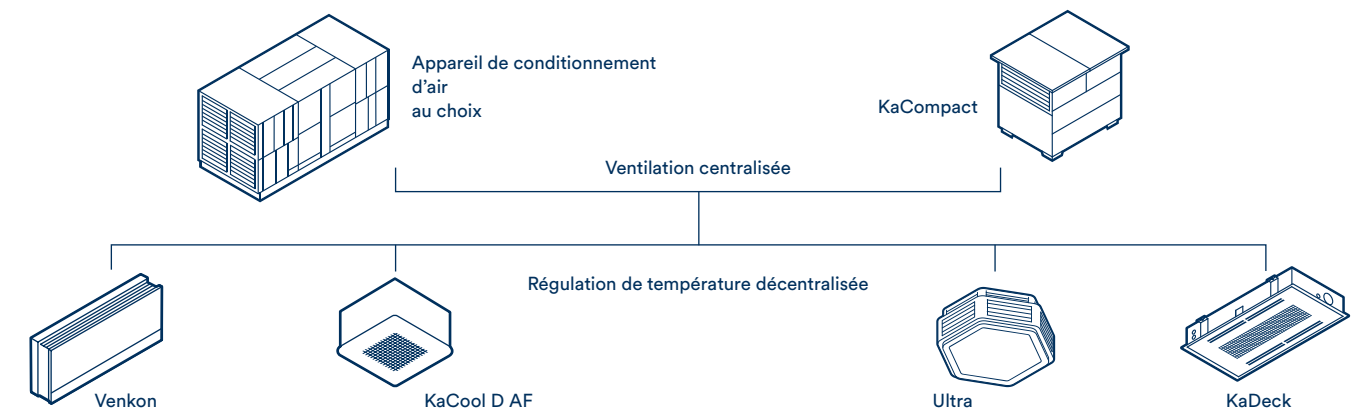 Appareil de conditionnement
d'air
au choix
KaCompact
Ventilation centralisée
Régulation de température décentralisée
Venkon
KaCool D AF
Ultra
KaDeck